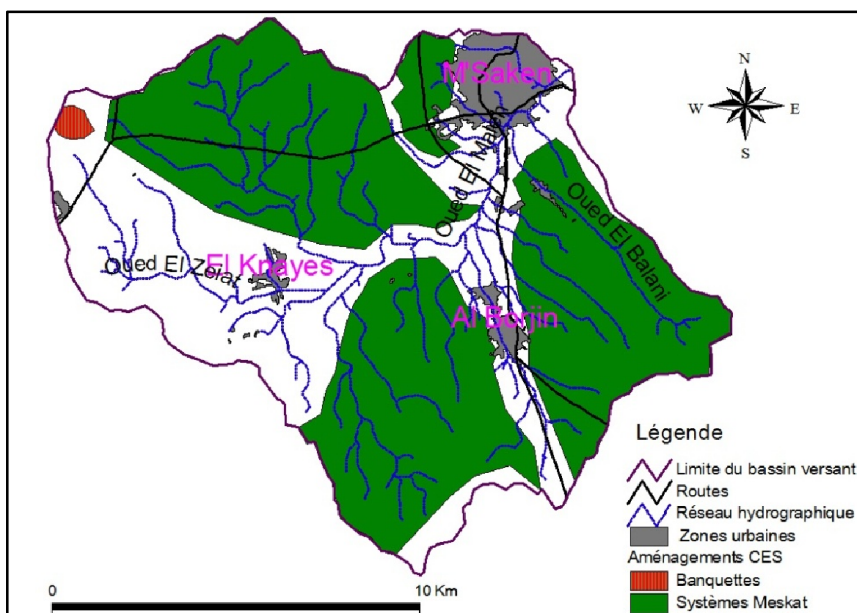 M'Saken
N
W
E
S
Oued El Maleh
Oued El Balani
Oued El Zeiar
El Knayes
Al Borjin
Légende
Limite du bassin versant
Routes
Réseau hydrographique
Zones urbaines
Aménagements CES
Banquettes
Systèmes Meskat
0
10 Km